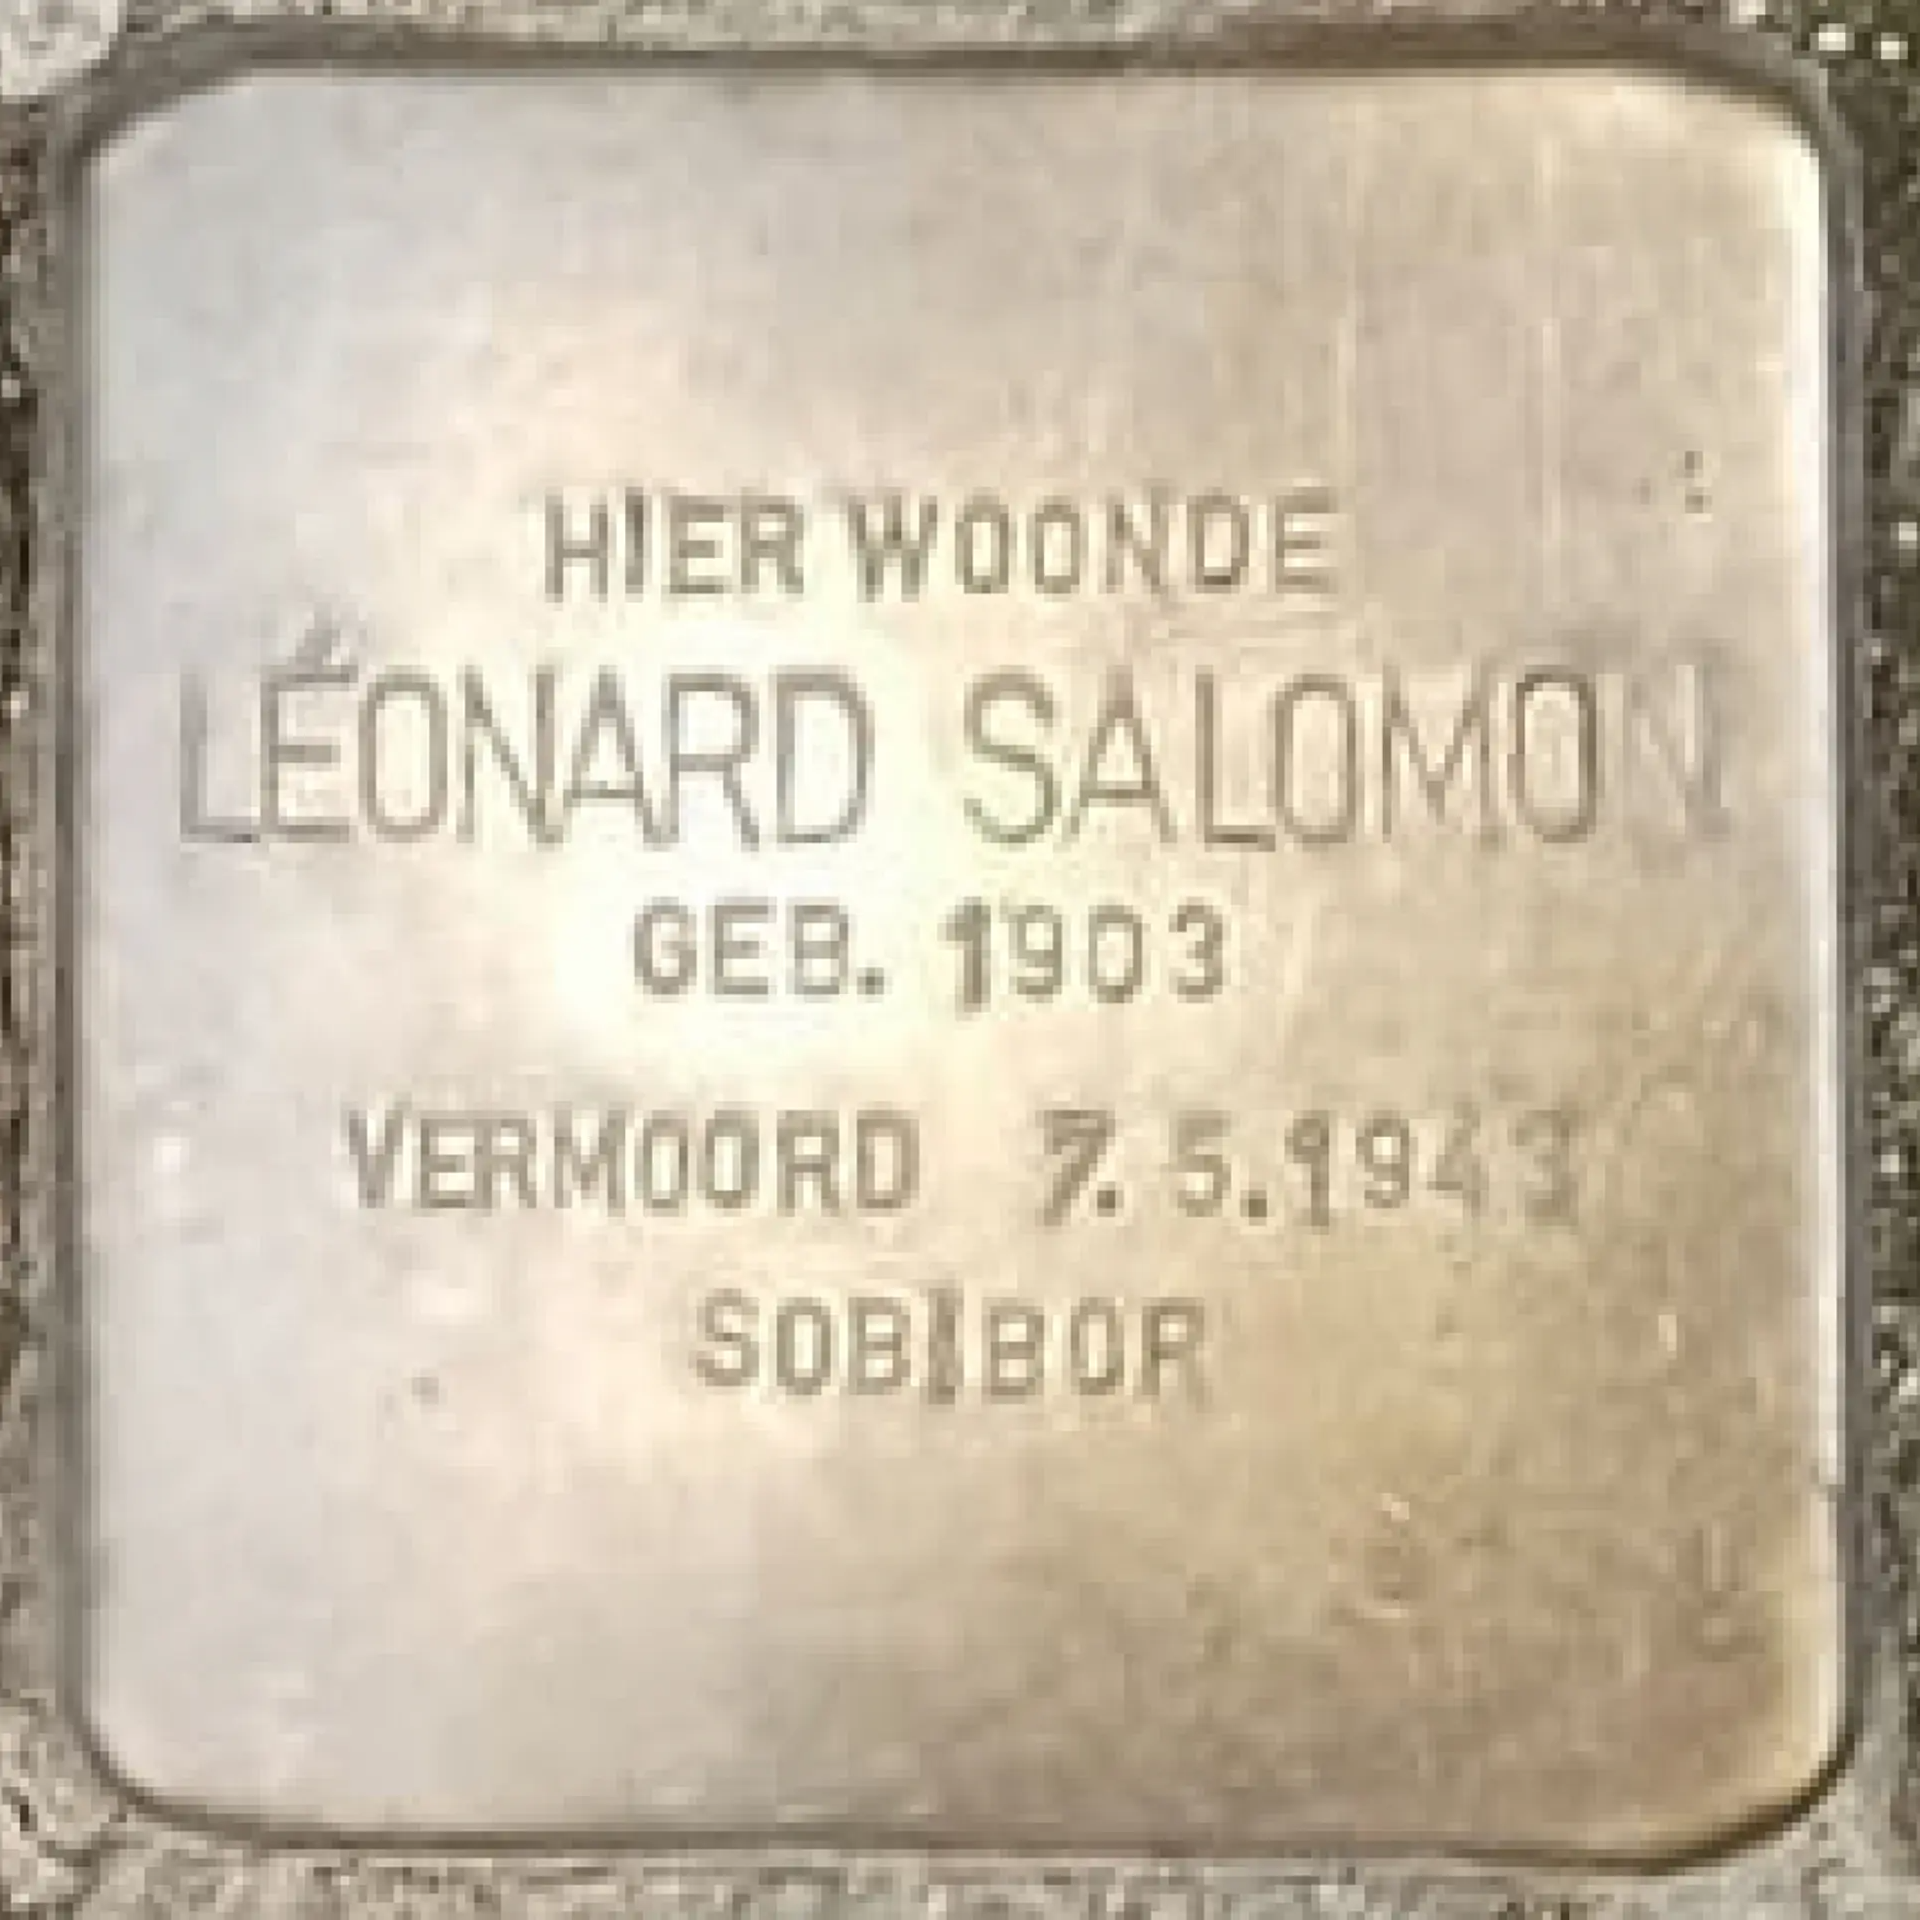 HIER WOONDE
LÉONARD SALOMON
GEB. 1903
VERMOORD 7.5.1943
SOBIBOR